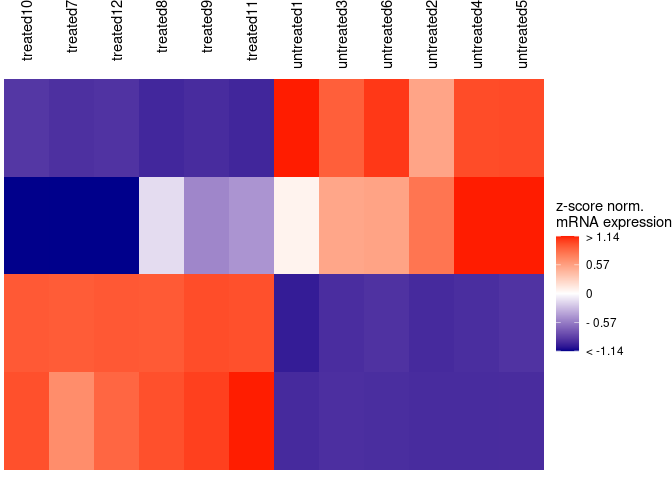 treated10
treated7
treated12
treated8
treated9
treated11
untreated1
untreated3
untreated6
untreated2
untreated4
untreated5
z-score norm.
mRNA expression
> 1.14
0.57
0
- 0.57
< -1.14